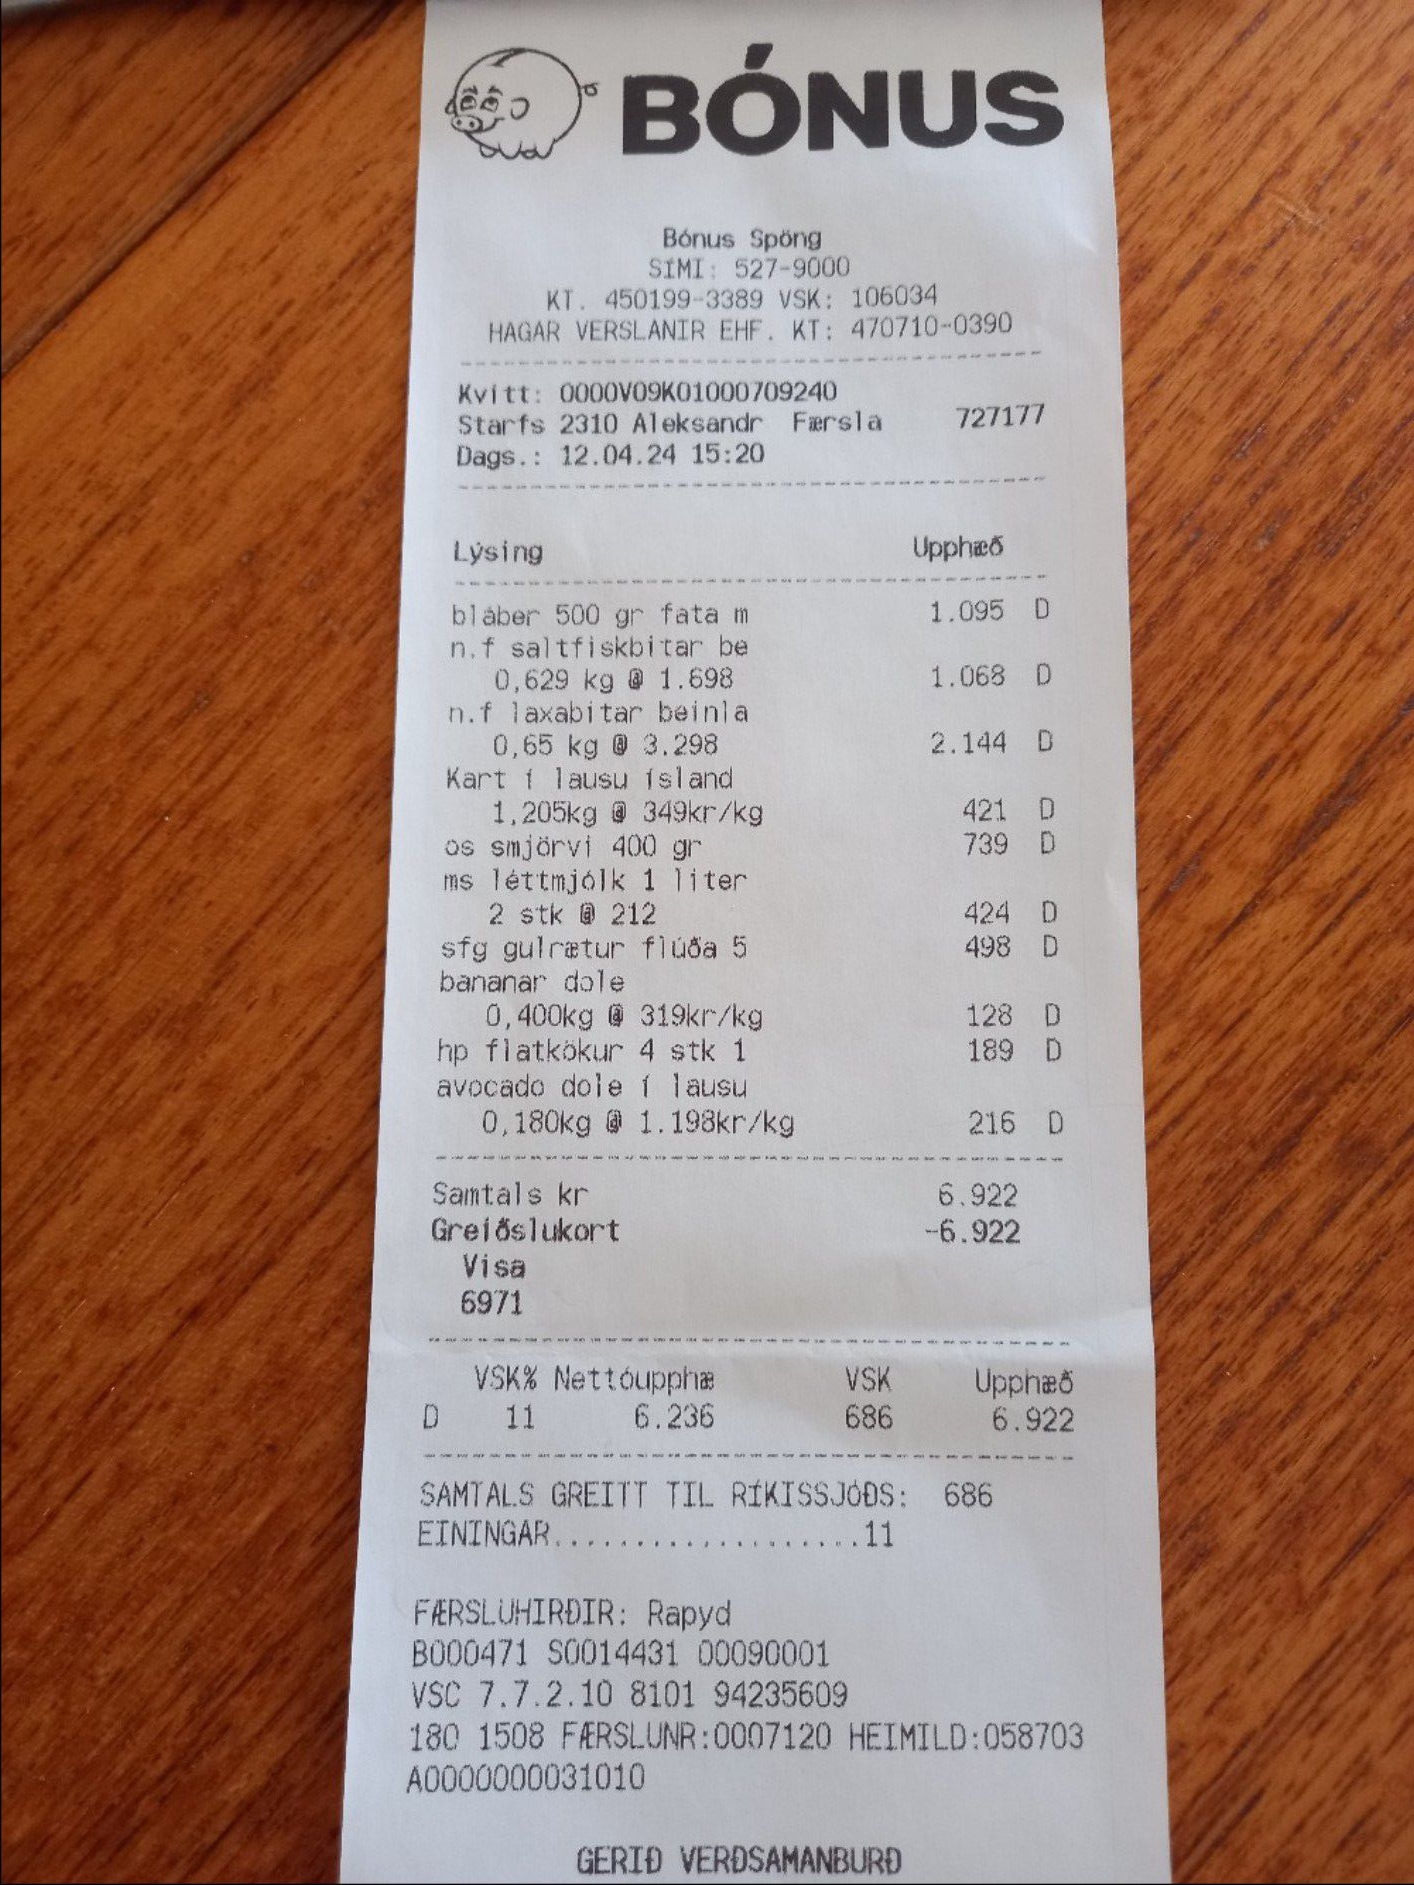 BÓNUS
Bónus Spöng
SÍMI: 527-9000
KT. 450199-3389 VSK: 106034
HAGAR VERSLANIR EHF. KT: 470710-0390
Kvitt: 0000V09K01000709240
Starfs 2310 Aleksandr Færsla 727177
Dags.: 12.04.24 15:20
Lýsing Upphæð
bláber 500 gr fata m 1.095 D
n.f saltfiskbitar be
0,629 kg @ 1.698 1.068 D
n.f laxabitar beinla
0,65 kg @ 3.298 2.144 D
Kart í lausu ísland
1,205kg @ 349kr/kg 421 D
os smjörvi 400 gr 739 D
ms léttmjólk 1 liter
2 stk @ 212 424 D
sfg gulrætur flúða 5 498 D
bananar dole
0,400kg @ 319kr/kg 128 D
hp flatkökur 4 stk 1 189 D
avocado dole í lausu
0,180kg @ 1.198kr/kg 216 D
Samtals kr 6.922
Greiðslukort -6.922
Visa
6971
VSK% Nettóupphæ VSK Upphæð
D 11 6.236 686 6.922
SAMTALS GREITT TIL RÍKISSJÓÐS: 686
EININGAR...................11
FÆRSLUHIRÐIR: Rapyd
B000471 S0014431 00090001
VSC 7.7.2.10 8101 94235609
180 1508 FÆRSLUNR:0007120 HEIMILD:058703
A0000000031010
GERIÐ VERÐSAMANBURÐ